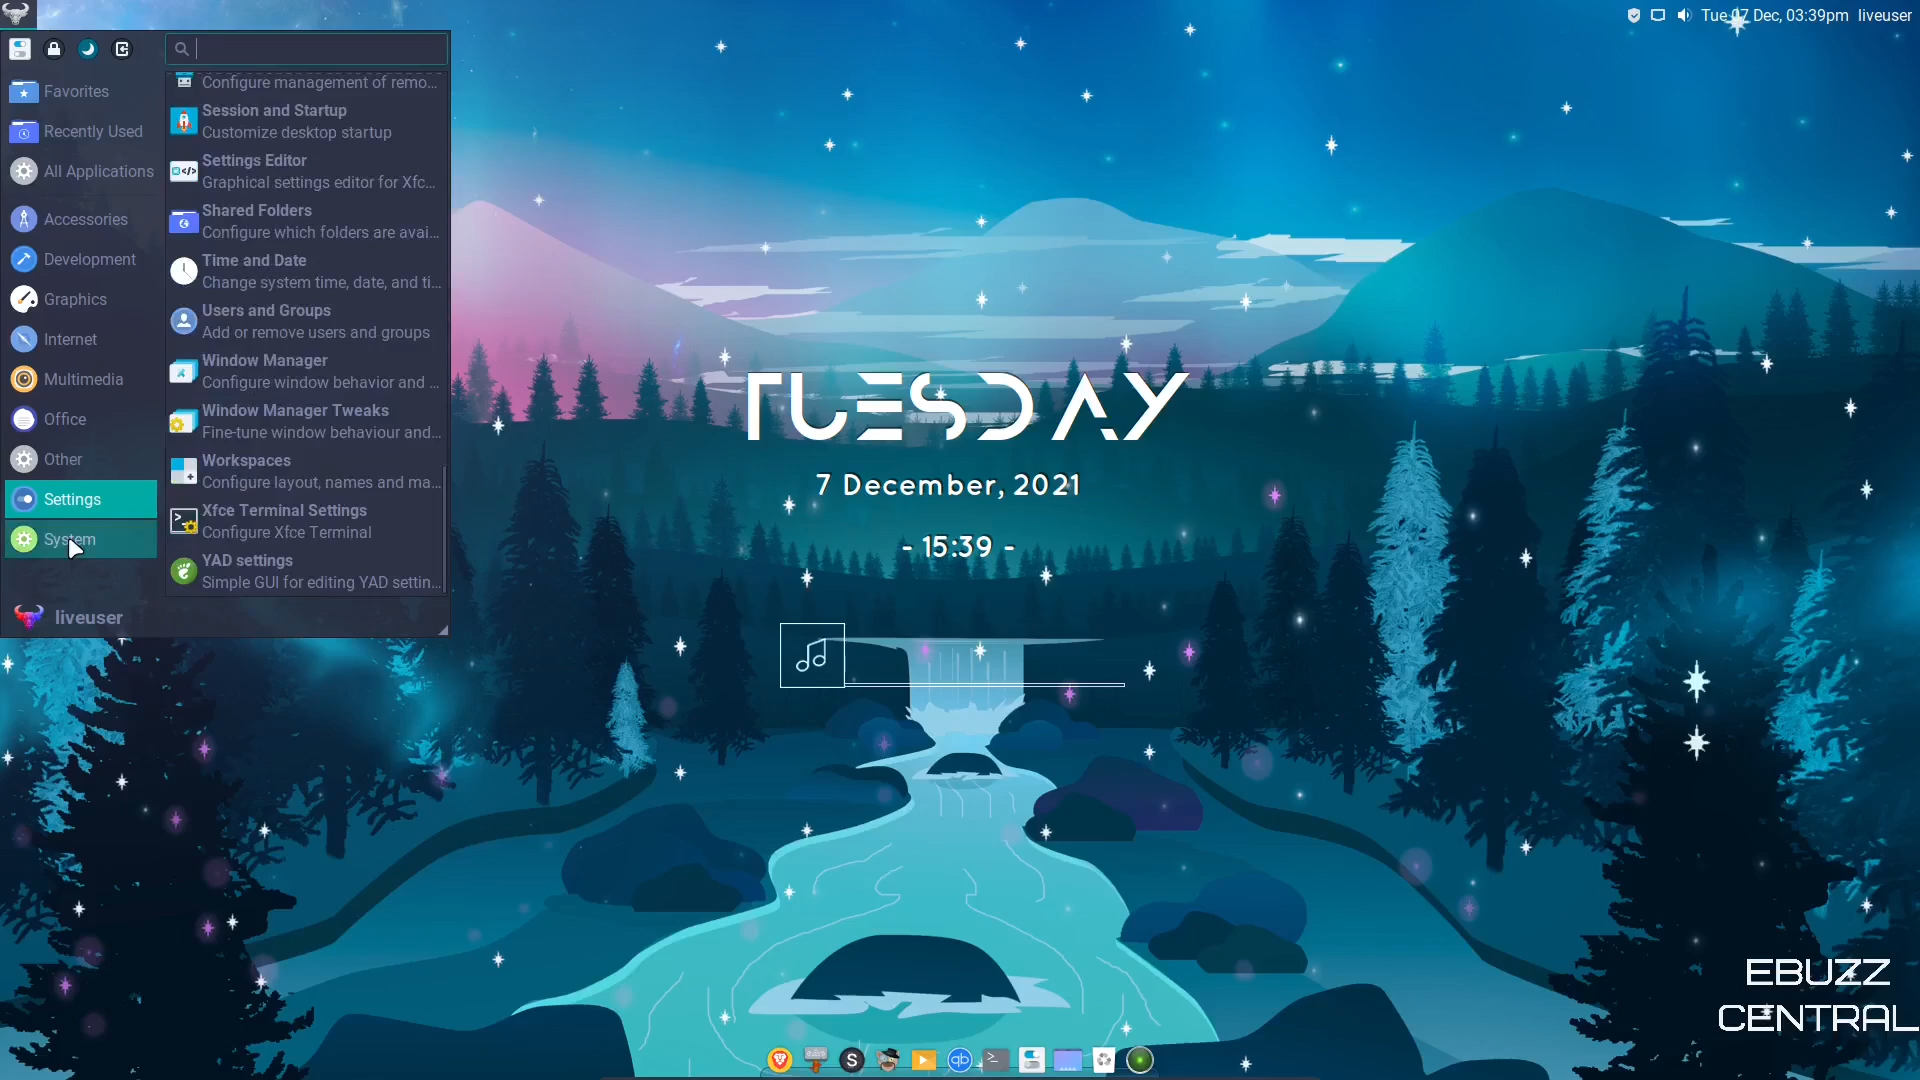 Tue 07 Dec, 03:39pm liveuser
Favorites
Recently Used
All Applications
Accessories
Development
Graphics
Internet
Multimedia
Office
Other
Settings
System
liveuser
Configure management of remo...
Session and Startup
Customize desktop startup
Settings Editor
Graphical settings editor for Xfc...
Shared Folders
Configure which folders are avai...
Time and Date
Change system time, date, and ti...
Users and Groups
Add or remove users and groups
Window Manager
Configure window behavior and ...
Window Manager Tweaks
Fine-tune window behaviour and...
Workspaces
Configure layout, names and ma...
Xfce Terminal Settings
Configure Xfce Terminal
YAD settings
Simple GUI for editing YAD settin...
TUESDAY
7 December, 2021
- 15:39 -
EBUZZ
CENTRAL
S
qb